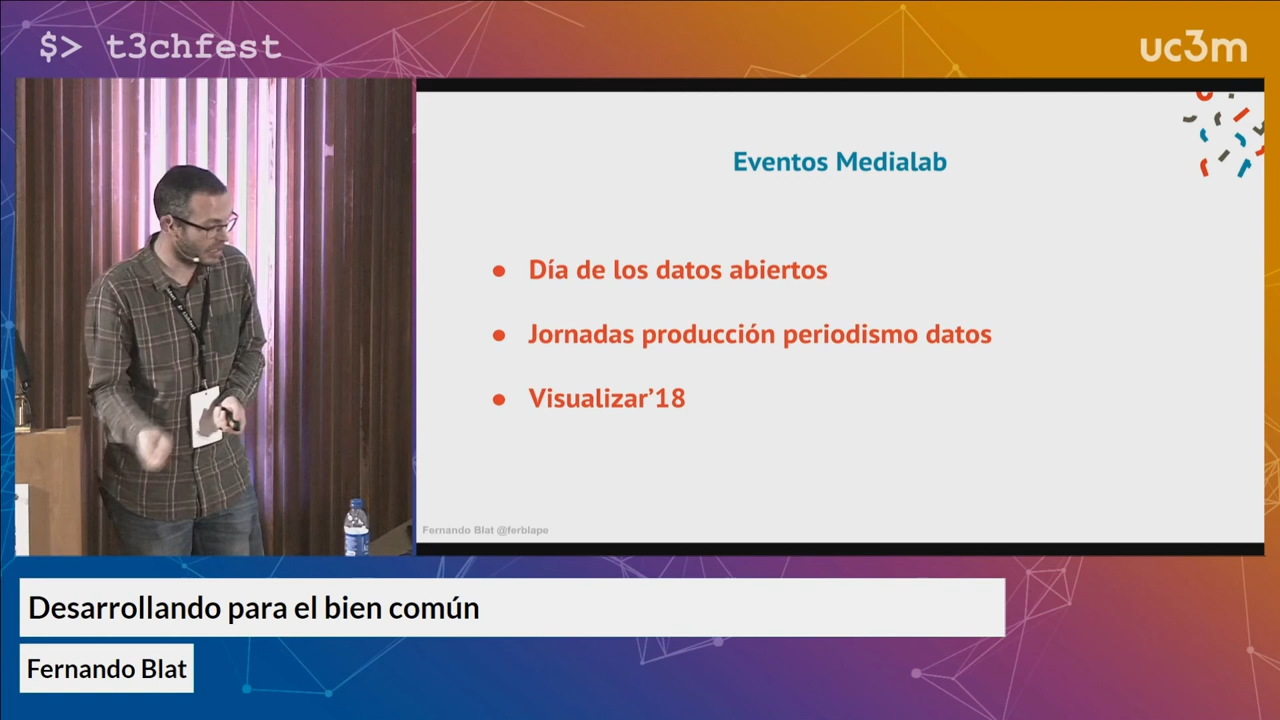 $> t3chfest
uc3m
Eventos Medialab
● Día de los datos abiertos
● Jornadas producción periodismo datos
● Visualizar’18
Fernando Blat @ferblape
Desarrollando para el bien común
Fernando Blat